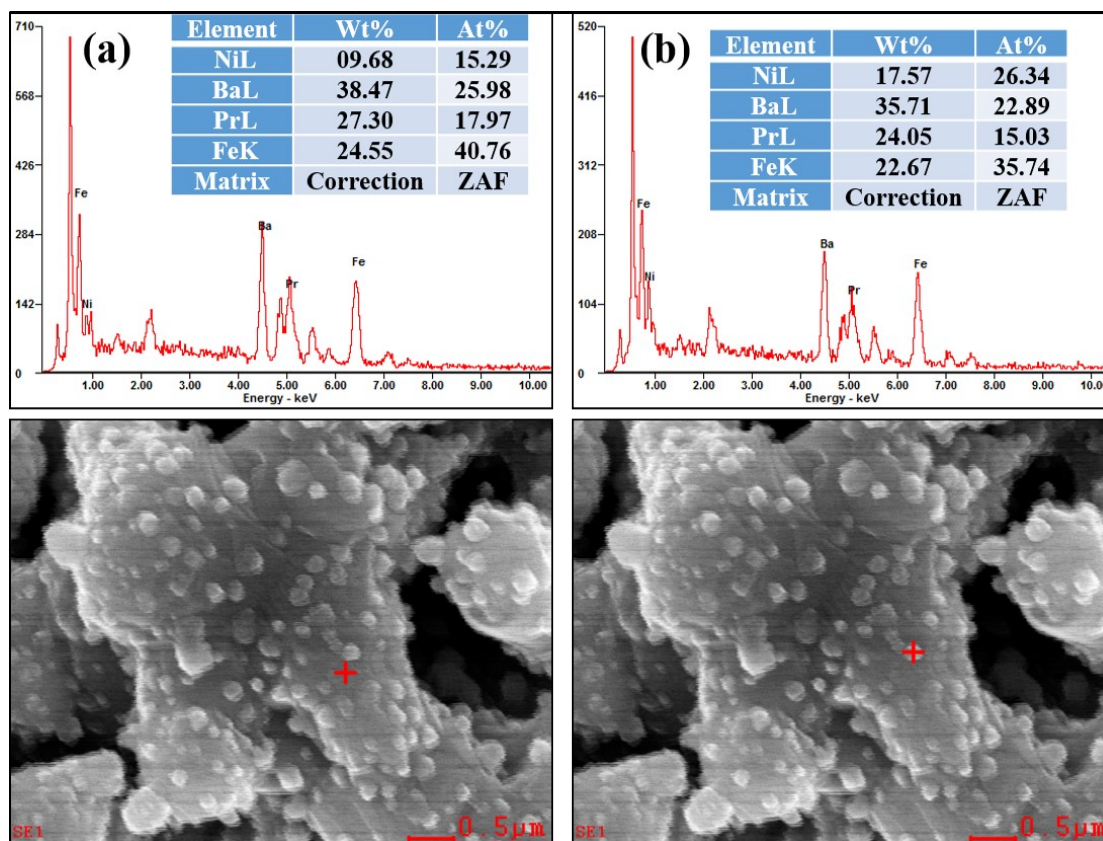 (a)
Element Wt% At%
NiL 09.68 15.29
BaL 38.47 25.98
PrL 27.30 17.97
FeK 24.55 40.76
Matrix Correction ZAF
710
568
426
284
142
0
Fe
Ni
Ba
Pr
Fe
1.00 2.00 3.00 4.00 5.00 6.00 7.00 8.00 9.00 10.00
Energy - keV
(b)
Element Wt% At%
NiL 17.57 26.34
BaL 35.71 22.89
PrL 24.05 15.03
FeK 22.67 35.74
Matrix Correction ZAF
520
416
312
208
104
0
Fe
Ni
Ba
Pr
Fe
1.00 2.00 3.00 4.00 5.00 6.00 7.00 8.00 9.00 10.00
Energy - keV
SE1 0.5µm
SE1 0.5µm